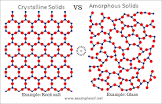 Crystalline Solids
VS
Amorphous Solids
Example: Rock salt
Example: Glass